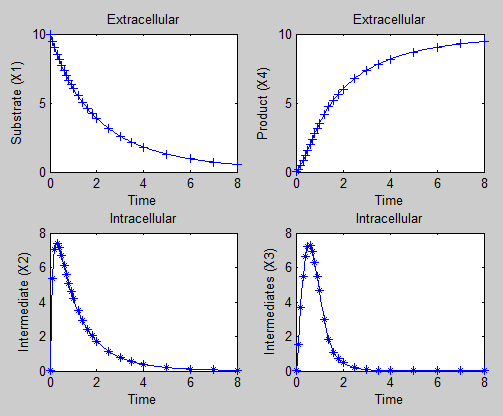 Extracellular
Extracellular
10
5
0
Substrate (X1)
0 2 4 6 8
Time
10
5
0
Product (X4)
0 2 4 6 8
Time
Intracellular
Intracellular
8
6
4
2
0
Intermediate (X2)
0 2 4 6 8
Time
8
6
4
2
0
Intermediates (X3)
0 2 4 6 8
Time